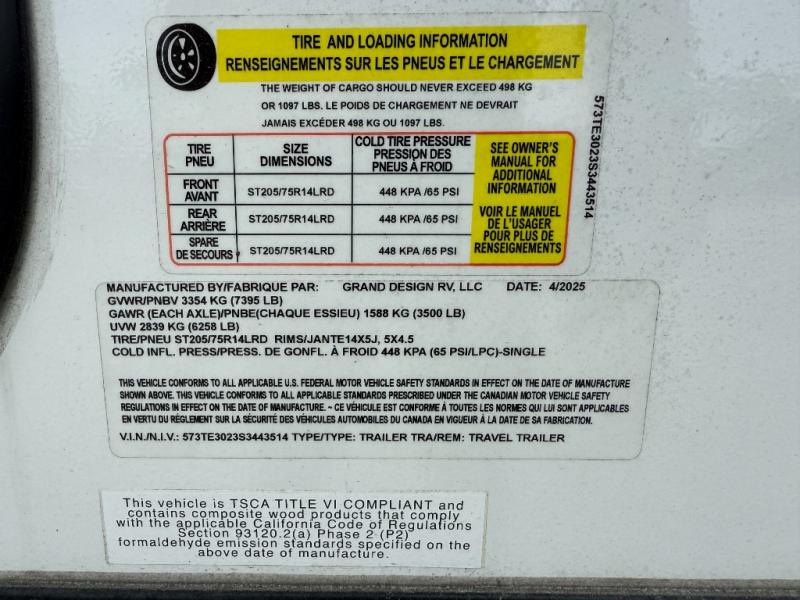 TIRE AND LOADING INFORMATION
RENSEIGNEMENTS SUR LES PNEUS ET LE CHARGEMENT
THE WEIGHT OF CARGO SHOULD NEVER EXCEED 498 KG
OR 1097 LBS. LE POIDS DE CHARGEMENT NE DEVRAIT
JAMAIS EXCÉDER 498 KG OU 1097 LBS.
TIRE
PNEU
SIZE
DIMENSIONS
COLD TIRE PRESSURE
PRESSION DES
PNEUS À FROID
FRONT
AVANT
ST205/75R14LRD
448 KPA /65 PSI
REAR
ARRIÈRE
ST205/75R14LRD
448 KPA /65 PSI
SPARE
DE SECOURS
ST205/75R14LRD
448 KPA /65 PSI
SEE OWNER'S
MANUAL FOR
ADDITIONAL
INFORMATION
VOIR LE MANUEL
DE L'USAGER
POUR PLUS DE
RENSEIGNEMENTS
573TE3023S3443514
MANUFACTURED BY/FABRIQUE PAR: GRAND DESIGN RV, LLC DATE: 4/2025
GVWR/PNBV 3354 KG (7395 LB)
GAWR (EACH AXLE)/PNBE(CHAQUE ESSIEU) 1588 KG (3500 LB)
UVW 2839 KG (6258 LB)
TIRE/PNEU ST205/75R14LRD RIMS/JANTE14X5J, 5X4.5
COLD INFL. PRESS/PRESS. DE GONFL. À FROID 448 KPA (65 PSI/LPC)-SINGLE
THIS VEHICLE CONFORMS TO ALL APPLICABLE U.S. FEDERAL MOTOR VEHICLE SAFETY STANDARDS IN EFFECT ON THE DATE OF MANUFACTURE
SHOWN ABOVE. THIS VEHICLE CONFORMS TO ALL APPLICABLE STANDARDS PRESCRIBED UNDER THE CANADIAN MOTOR VEHICLE SAFETY
REGULATIONS IN EFFECT ON THE DATE OF MANUFACTURE. ~ CE VÉHICULE EST CONFORME À TOUTES LES NORMES QUI LUI SONT APPLICABLES
EN VERTU DU RÈGLEMENT SUR LA SÉCURITÉ DES VÉHICULES AUTOMOBILES DU CANADA EN VIGUEUR À LA DATE DE SA FABRICATION.
V.I.N./N.I.V.: 573TE3023S3443514 TYPE/TYPE: TRAILER TRA/REM: TRAVEL TRAILER
This vehicle is TSCA TITLE VI COMPLIANT and
contains composite wood products that comply
with the applicable California Code of Regulations
Section 93120.2(a) Phase 2 (P2)
formaldehyde emission standards specified on the
above date of manufacture.